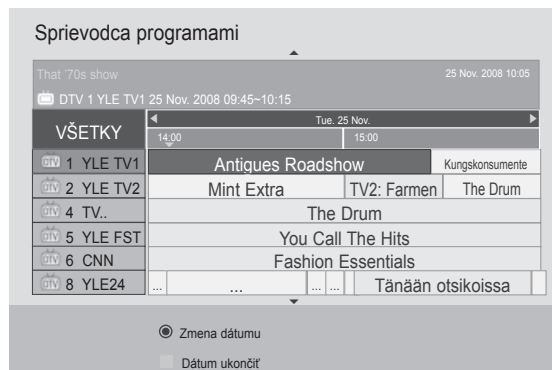 Sprievodca programami
That '70s show
25 Nov. 2008 10:05
DTV 1 YLE TV1 25 Nov. 2008 09:45~10:15
VŠETKY
Tue. 25 Nov.
14:00 15:00
DTV 1 YLE TV1 Antigues Roadshow Kungskonsumente
DTV 2 YLE TV2 Mint Extra TV2: Farmen The Drum
DTV 4 TV.. The Drum
DTV 5 YLE FST You Call The Hits
DTV 6 CNN Fashion Essentials
DTV 8 YLE24 ... ... ... ... Tänään otsikoissa
Zmena dátumu
Dátum ukončiť